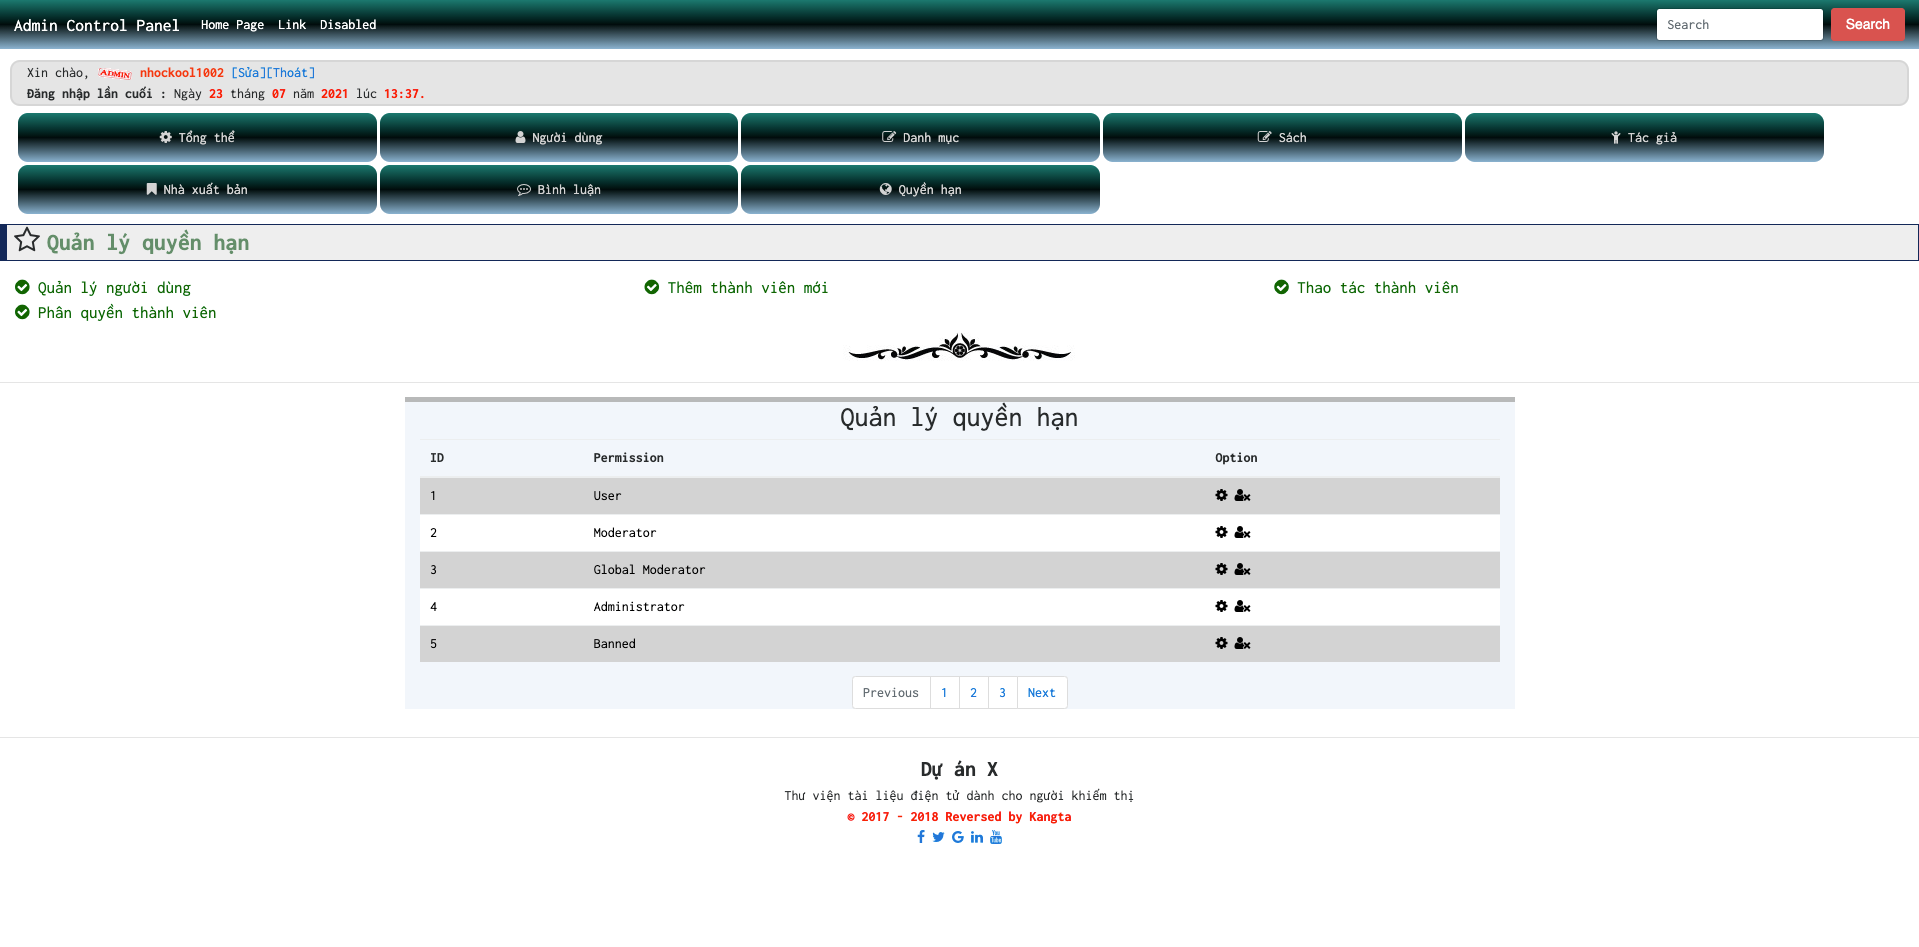 Admin Control Panel Home Page Link Disabled Search Search
Xin chào, ADMIN nhockool1002 [Sửa][Thoát]
Đăng nhập lần cuối : Ngày 23 tháng 07 năm 2021 lúc 13:37.
Tổng thể Người dùng Danh mục Sách Tác giả
Nhà xuất bản Bình luận Quyền hạn
Quản lý quyền hạn
Quản lý người dùng Thêm thành viên mới Thao tác thành viên
Phân quyền thành viên
Quản lý quyền hạn
ID Permission Option
1 User
2 Moderator
3 Global Moderator
4 Administrator
5 Banned
Previous 1 2 3 Next
Dự án X
Thư viện tài liệu điện tử dành cho người khiếm thị
© 2017 - 2018 Reversed by Kangta